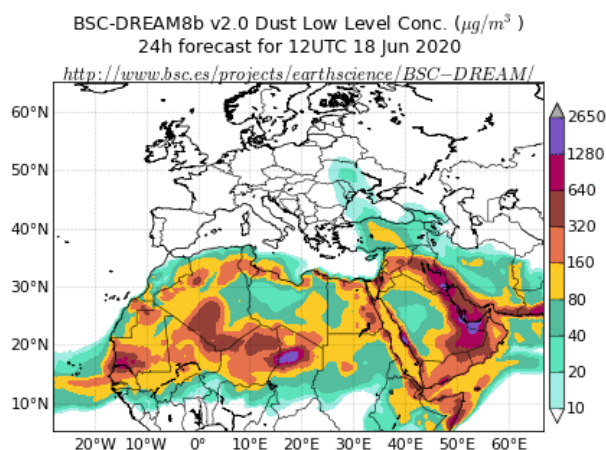 BSC-DREAM8b v2.0 Dust Low Level Conc. (μg/m³ )
24h forecast for 12UTC 18 Jun 2020
http://www.bsc.es/projects/earthscience/BSC−DREAM/
60°N
50°N
40°N
30°N
20°N
10°N
20°W 10°W 0° 10°E 20°E 30°E 40°E 50°E 60°E
2650
1280
640
320
160
80
40
20
10